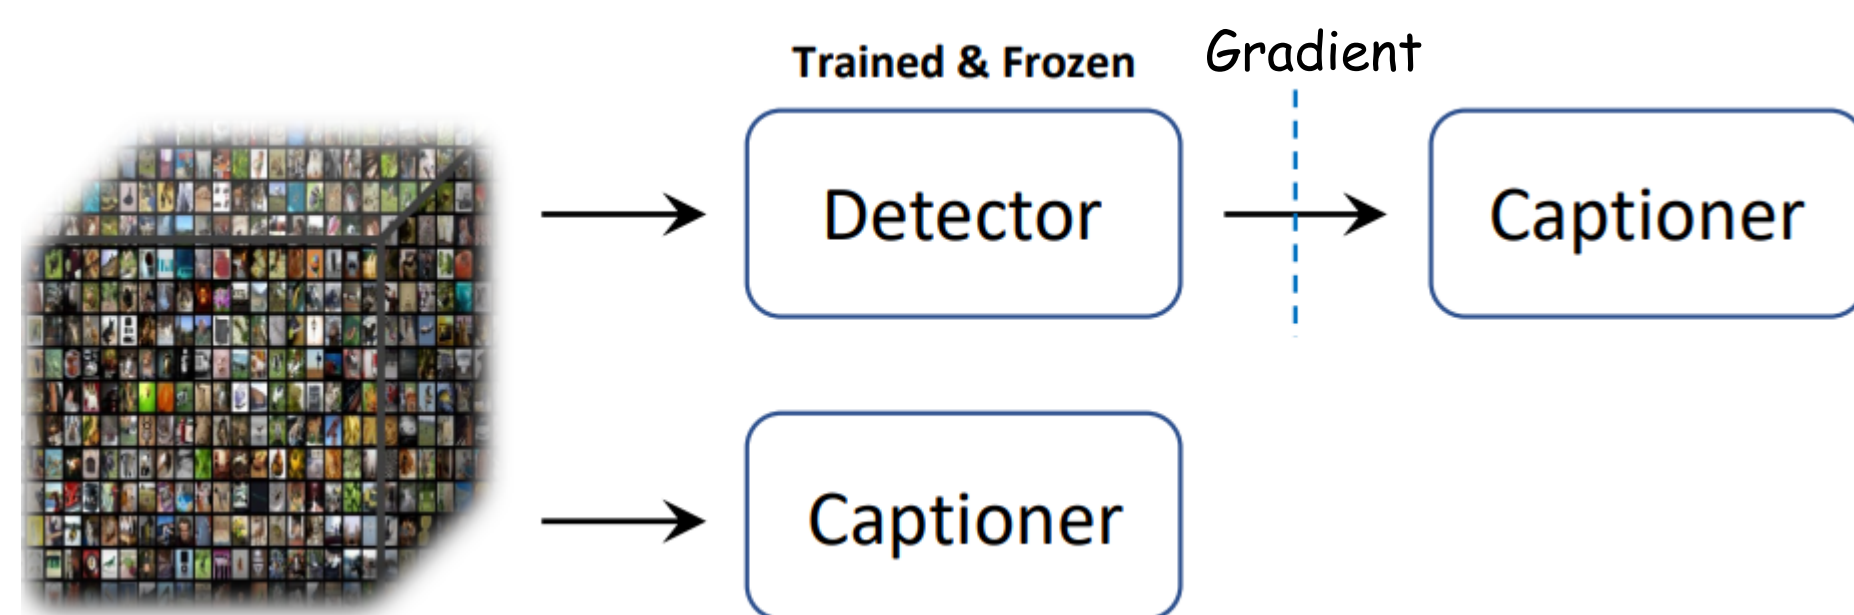 Trained & Frozen
Gradient
Detector
Captioner
Captioner